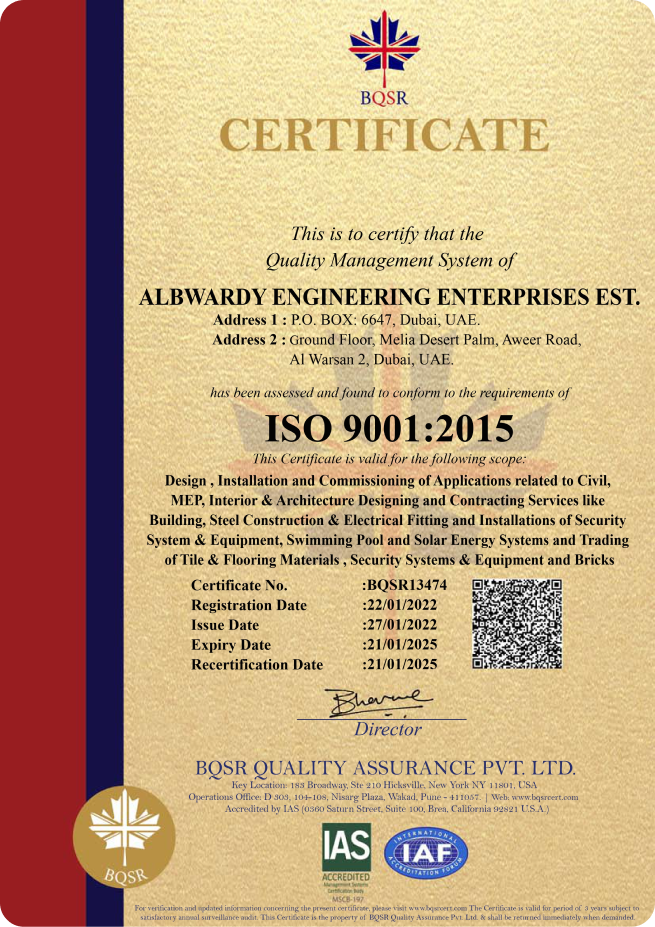 BQSR
CERTIFICATE
This is to certify that the
Quality Management System of
ALBWARDY ENGINEERING ENTERPRISES EST.
Address 1 : P.O. BOX: 6647, Dubai, UAE.
Address 2 : Ground Floor, Melia Desert Palm, Aweer Road,
Al Warsan 2, Dubai, UAE.
has been assessed and found to conform to the requirements of
ISO 9001:2015
This Certificate is valid for the following scope:
Design , Installation and Commissioning of Applications related to Civil,
MEP, Interior & Architecture Designing and Contracting Services like
Building, Steel Construction & Electrical Fitting and Installations of Security
System & Equipment, Swimming Pool and Solar Energy Systems and Trading
of Tile & Flooring Materials , Security Systems & Equipment and Bricks
Certificate No. :BQSR13474
Registration Date :22/01/2022
Issue Date :27/01/2022
Expiry Date :21/01/2025
Recertification Date :21/01/2025
Director
BQSR QUALITY ASSURANCE PVT. LTD.
Key Location: 183 Broadway, Ste 210 Hicksville, New York NY 11801, USA
Operations Office: D 303, 104-108, Nisarg Plaza, Wakad, Pune - 411057. | Web: www.bqsrcert.com
Accredited by IAS (0360 Saturn Street, Suite 100, Brea, California 92821 U.S.A.)
BQSR
IAS
ACCREDITED
Management Systems
Certification Body
MSCB-192
INTERNATIONAL
IAF
ACCREDITATION FORUM
For verification and updated information concerning the present certificate, please visit www.bqsrcert.com The Certificate is valid for period of 3 years subject to
satisfactory annual surveillance audit. This Certificate is the property of BQSR Quality Assurance Pvt. Ltd. & shall be returned immediately when demanded.